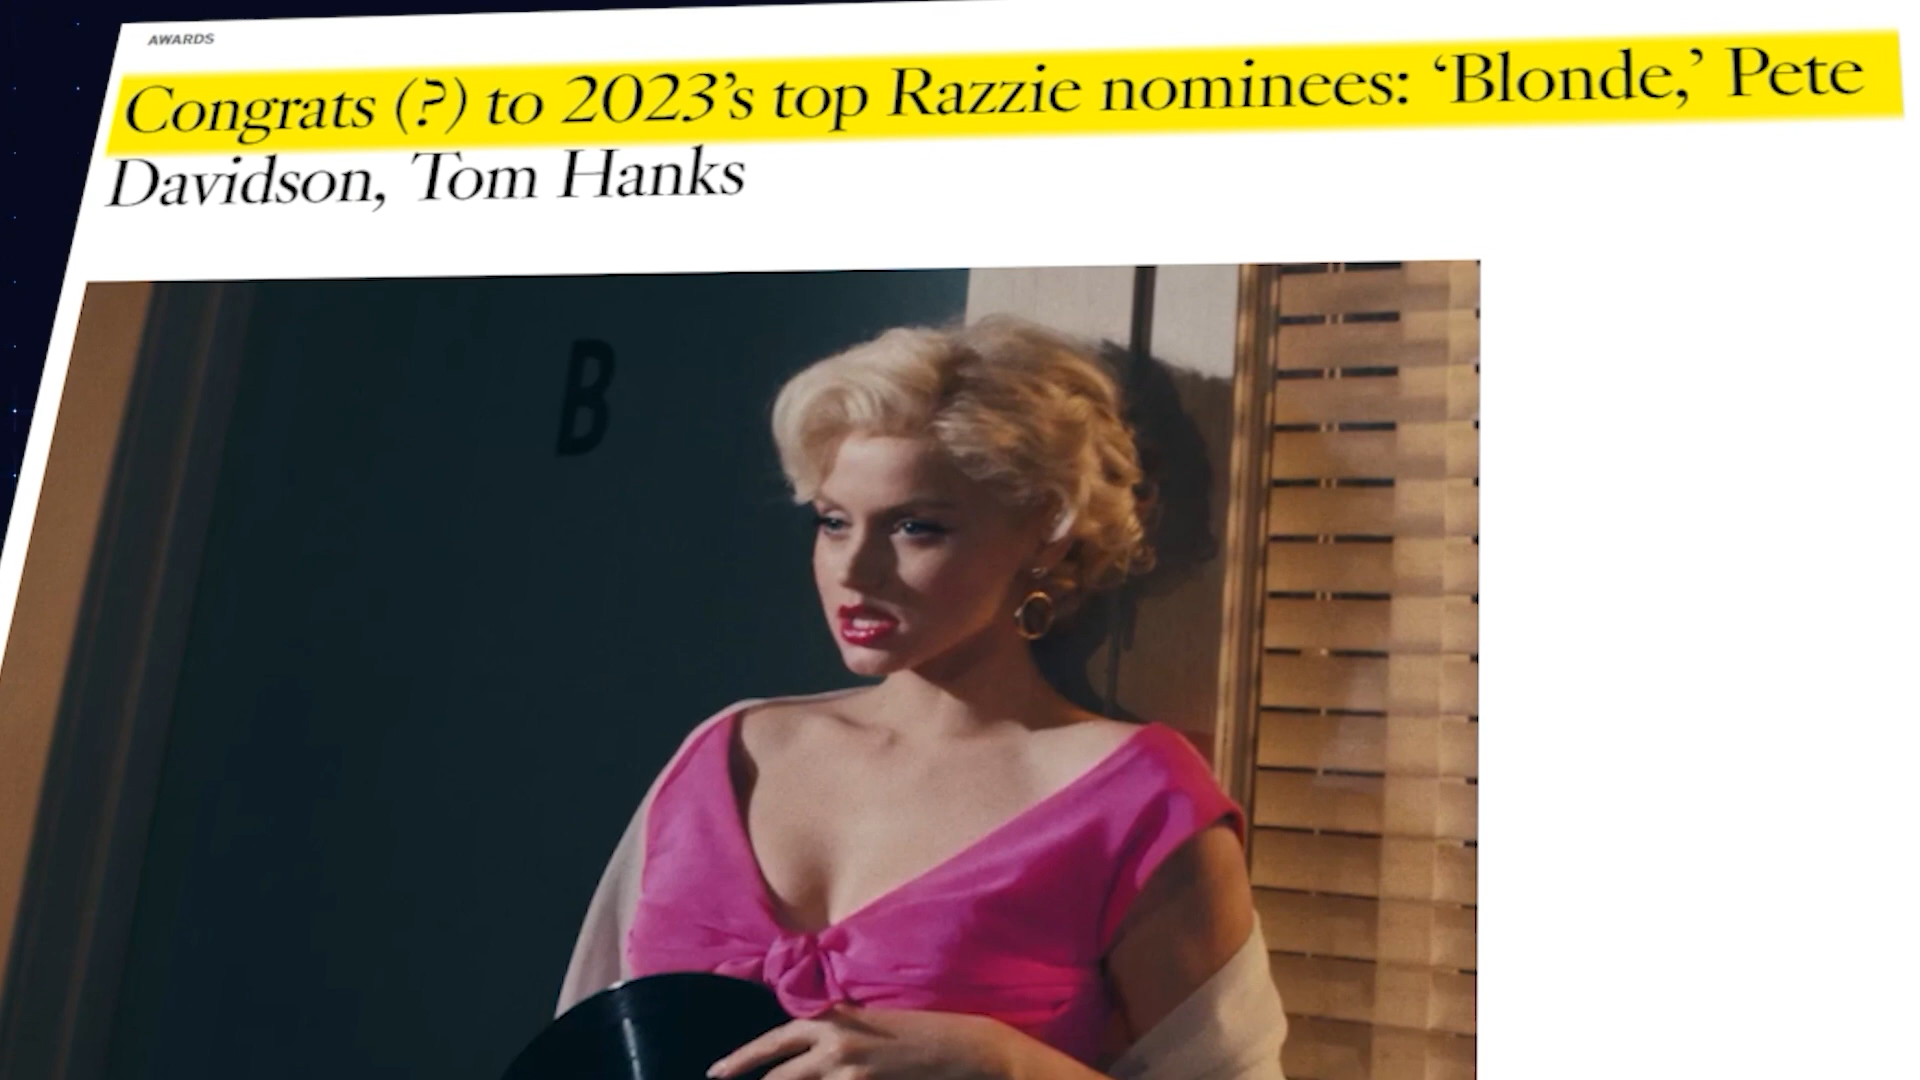 AWARDS
Congrats (?) to 2023’s top Razzie nominees: ‘Blonde,’ Pete
Davidson, Tom Hanks
B